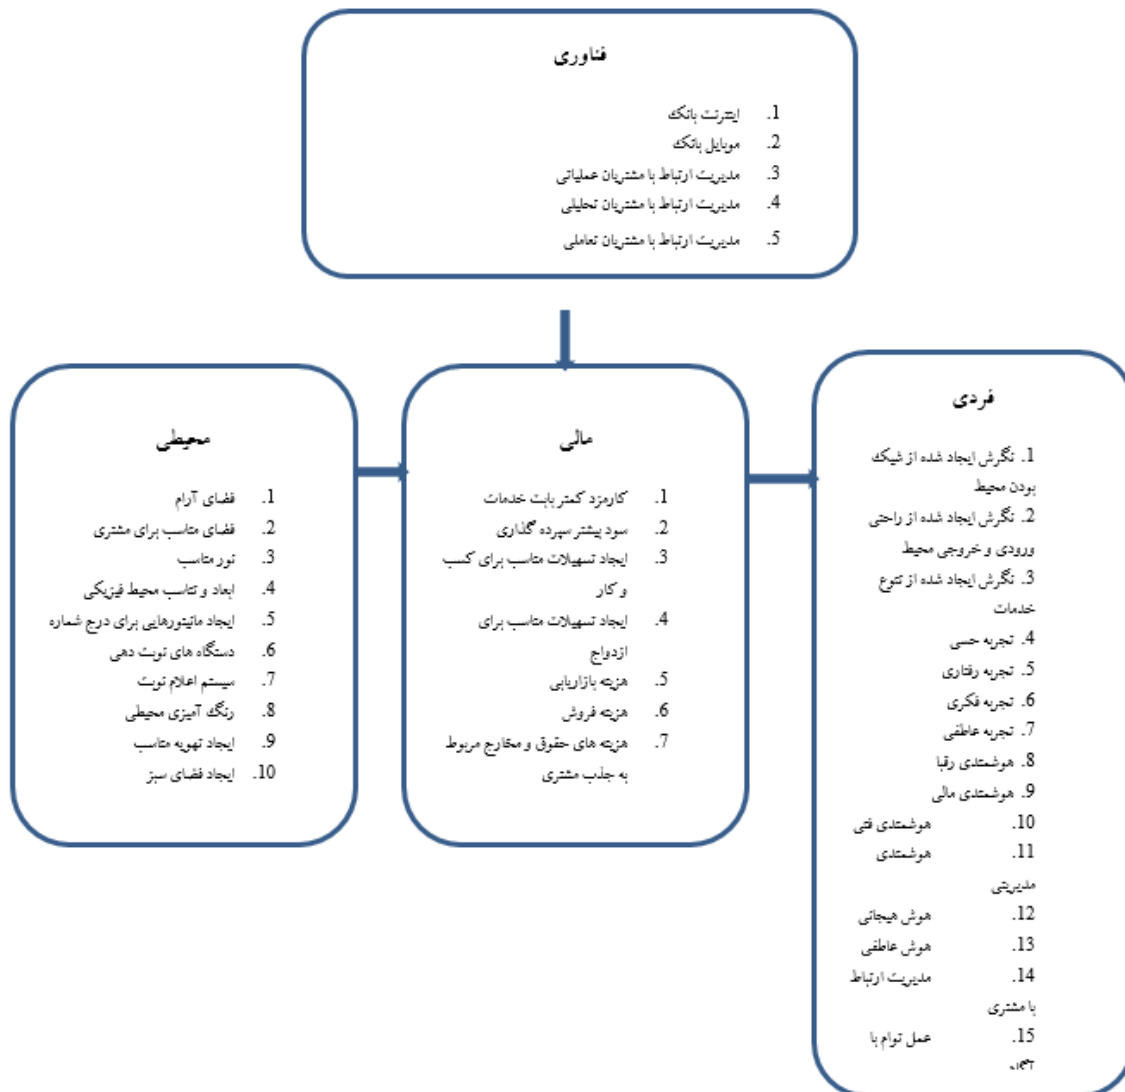 فناوری
1. اینترنت بانک
2. موبایل بانک
3. مدیریت ارتباط با مشتریان عملیاتی
4. مدیریت ارتباط با مشتریان تحلیلی
5. مدیریت ارتباط با مشتریان تعاملی
فردی
1. نگرش ایجاد شده از شیک
بودن محیط
2. نگرش ایجاد شده از راحتی
ورودی و خروجی محیط
3. نگرش ایجاد شده از تنوع
خدمات
4. تجربه حسی
5. تجربه رفتاری
6. تجربه فکری
7. تجربه عاطفی
8. هوشمندی رقبا
9. هوشمندی مالی
10. هوشمندی فنی
11. هوشمندی
مدیریتی
12. هوش هیجانی
13. هوش عاطفی
14. مدیریت ارتباط
با مشتری
15. عمل توام با
مالی
1. کارمزد کمتر بابت خدمات
2. سود بیشتر سپرده گذاری
3. ایجاد تسهیلات مناسب برای کسب
و کار
4. ایجاد تسهیلات مناسب برای
ازدواج
5. هزینه بازاریابی
6. هزینه فروش
7. هزینه های حقوق و مخارج مربوط
به جذب مشتری
محیطی
1. فضای آرام
2. فضای مناسب برای مشتری
3. نور مناسب
4. ابعاد و تناسب محیط فیزیکی
5. ایجاد مانیتورهایی برای درج شماره
6. دستگاه های نوبت دهی
7. سیستم اعلام نوبت
8. رنگ آمیزی محیطی
9. ایجاد تهویه مناسب
10. ایجاد فضای سبز